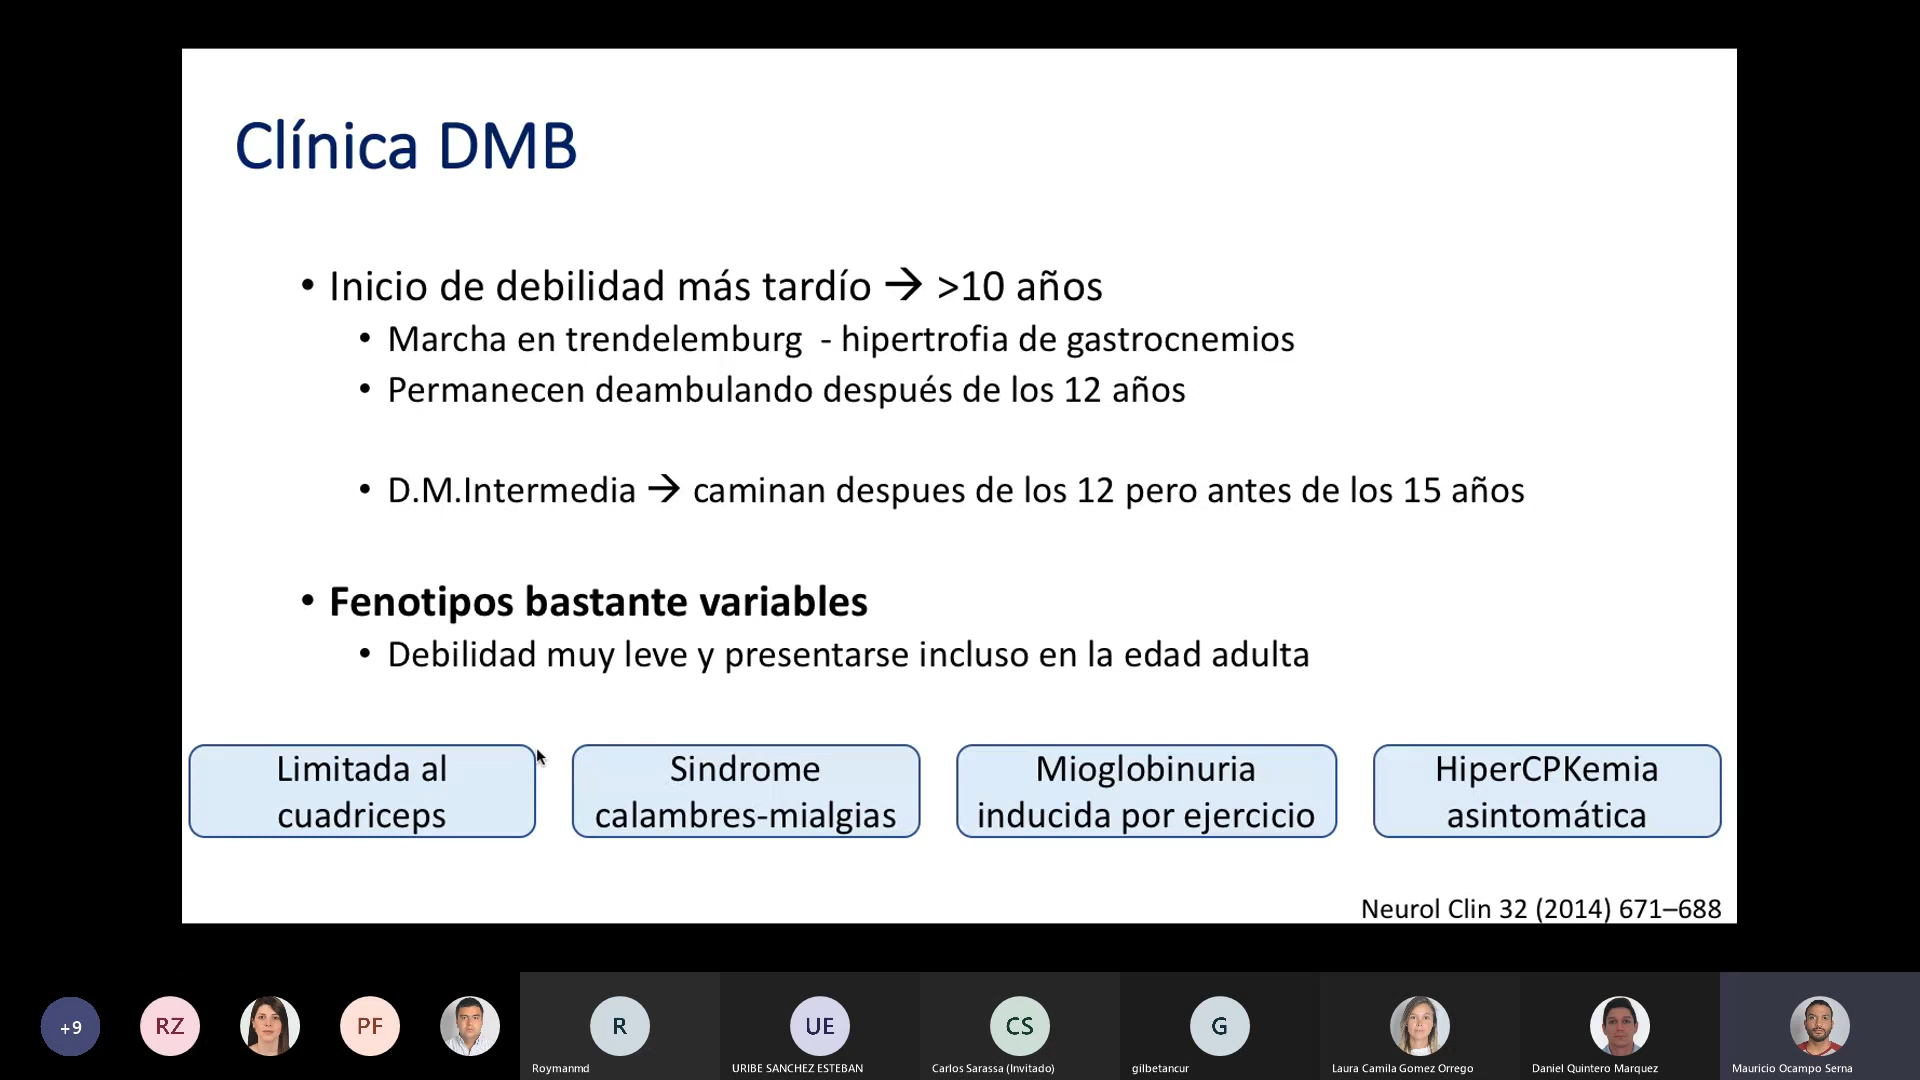 Clínica DMB
• Inicio de debilidad más tardío → >10 años
• Marcha en trendelemburg - hipertrofia de gastrocnemios
• Permanecen deambulando después de los 12 años
• D.M.Intermedia → caminan despues de los 12 pero antes de los 15 años
• Fenotipos bastante variables
• Debilidad muy leve y presentarse incluso en la edad adulta
Limitada al
cuadriceps
Sindrome
calambres-mialgias
Mioglobinuria
inducida por ejercicio
HiperCPKemia
asintomática
Neurol Clin 32 (2014) 671–688
+9
RZ
PF
R
Roymanmd
UE
URIBE SANCHEZ ESTEBAN
CS
Carlos Sarassa (Invitado)
G
gilbetancur
Laura Camila Gomez Orrego
Daniel Quintero Marquez
Mauricio Ocampo Serna